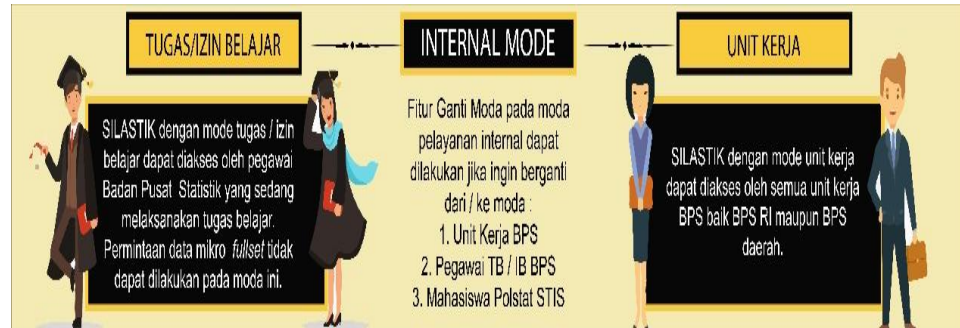 TUGAS/IZIN BELAJAR
SILASTIK dengan mode tugas / izin
belajar dapat diakses oleh pegawai
Badan Pusat Statistik yang sedang
melaksanakan tugas belajar.
Permintaan data mikro fullset tidak
dapat dilakukan pada moda ini.
INTERNAL MODE
Fitur Ganti Moda pada moda
pelayanan internal dapat
dilakukan jika ingin berganti
dari / ke moda :
1. Unit Kerja BPS
2. Pegawai TB / IB BPS
3. Mahasiswa Polstat STIS
UNIT KERJA
SILASTIK dengan mode unit kerja
dapat diakses oleh semua unit kerja
BPS baik BPS RI maupun BPS
daerah.